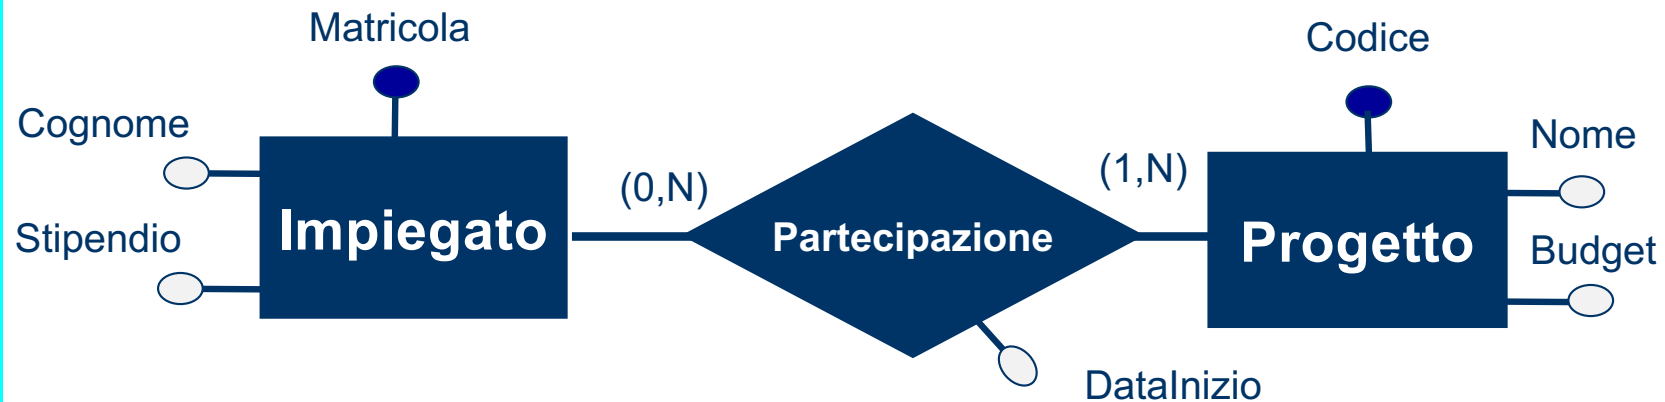 Matricola
Codice
Cognome
Nome
(0,N)
(1,N)
Stipendio
Impiegato
Partecipazione
Progetto
Budget
DataInizio